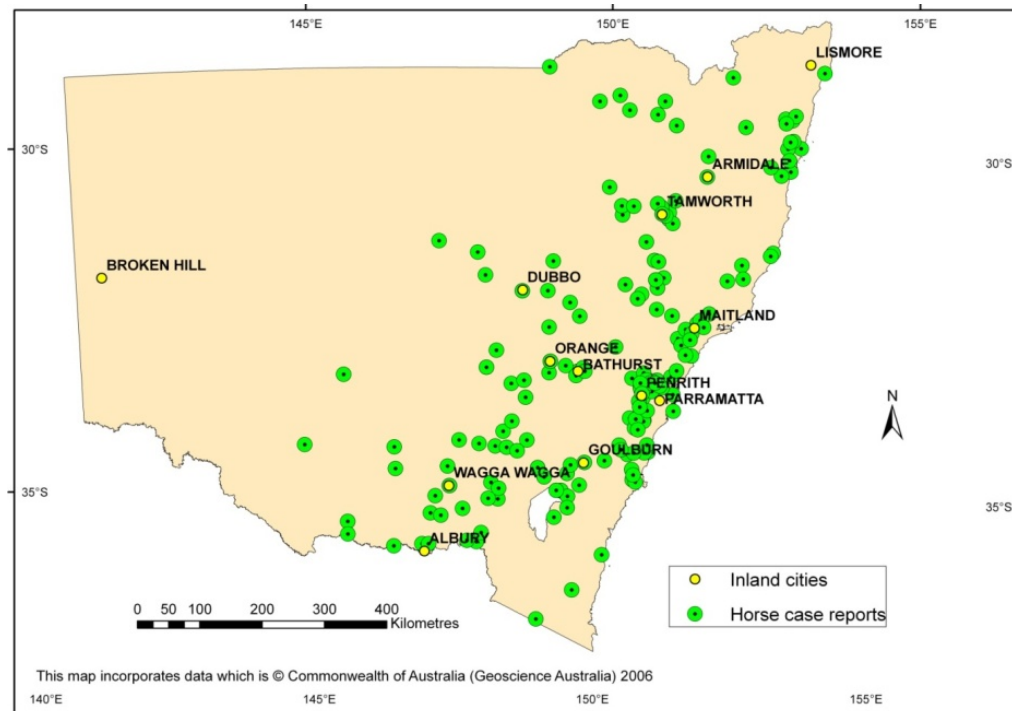 145°E 150°E 155°E
LISMORE
30°S 30°S
ARMIDALE
TAMWORTH
BROKEN HILL
DUBBO
MAITLAND
ORANGE
BATHURST
PENRITH
PARRAMATTA
N
GOULBURN
WAGGA WAGGA
35°S 35°S
ALBURY
Inland cities
0 50 100 200 300 400
Kilometres
Horse case reports
This map incorporates data which is © Commonwealth of Australia (Geoscience Australia) 2006
140°E 145°E 150°E 155°E